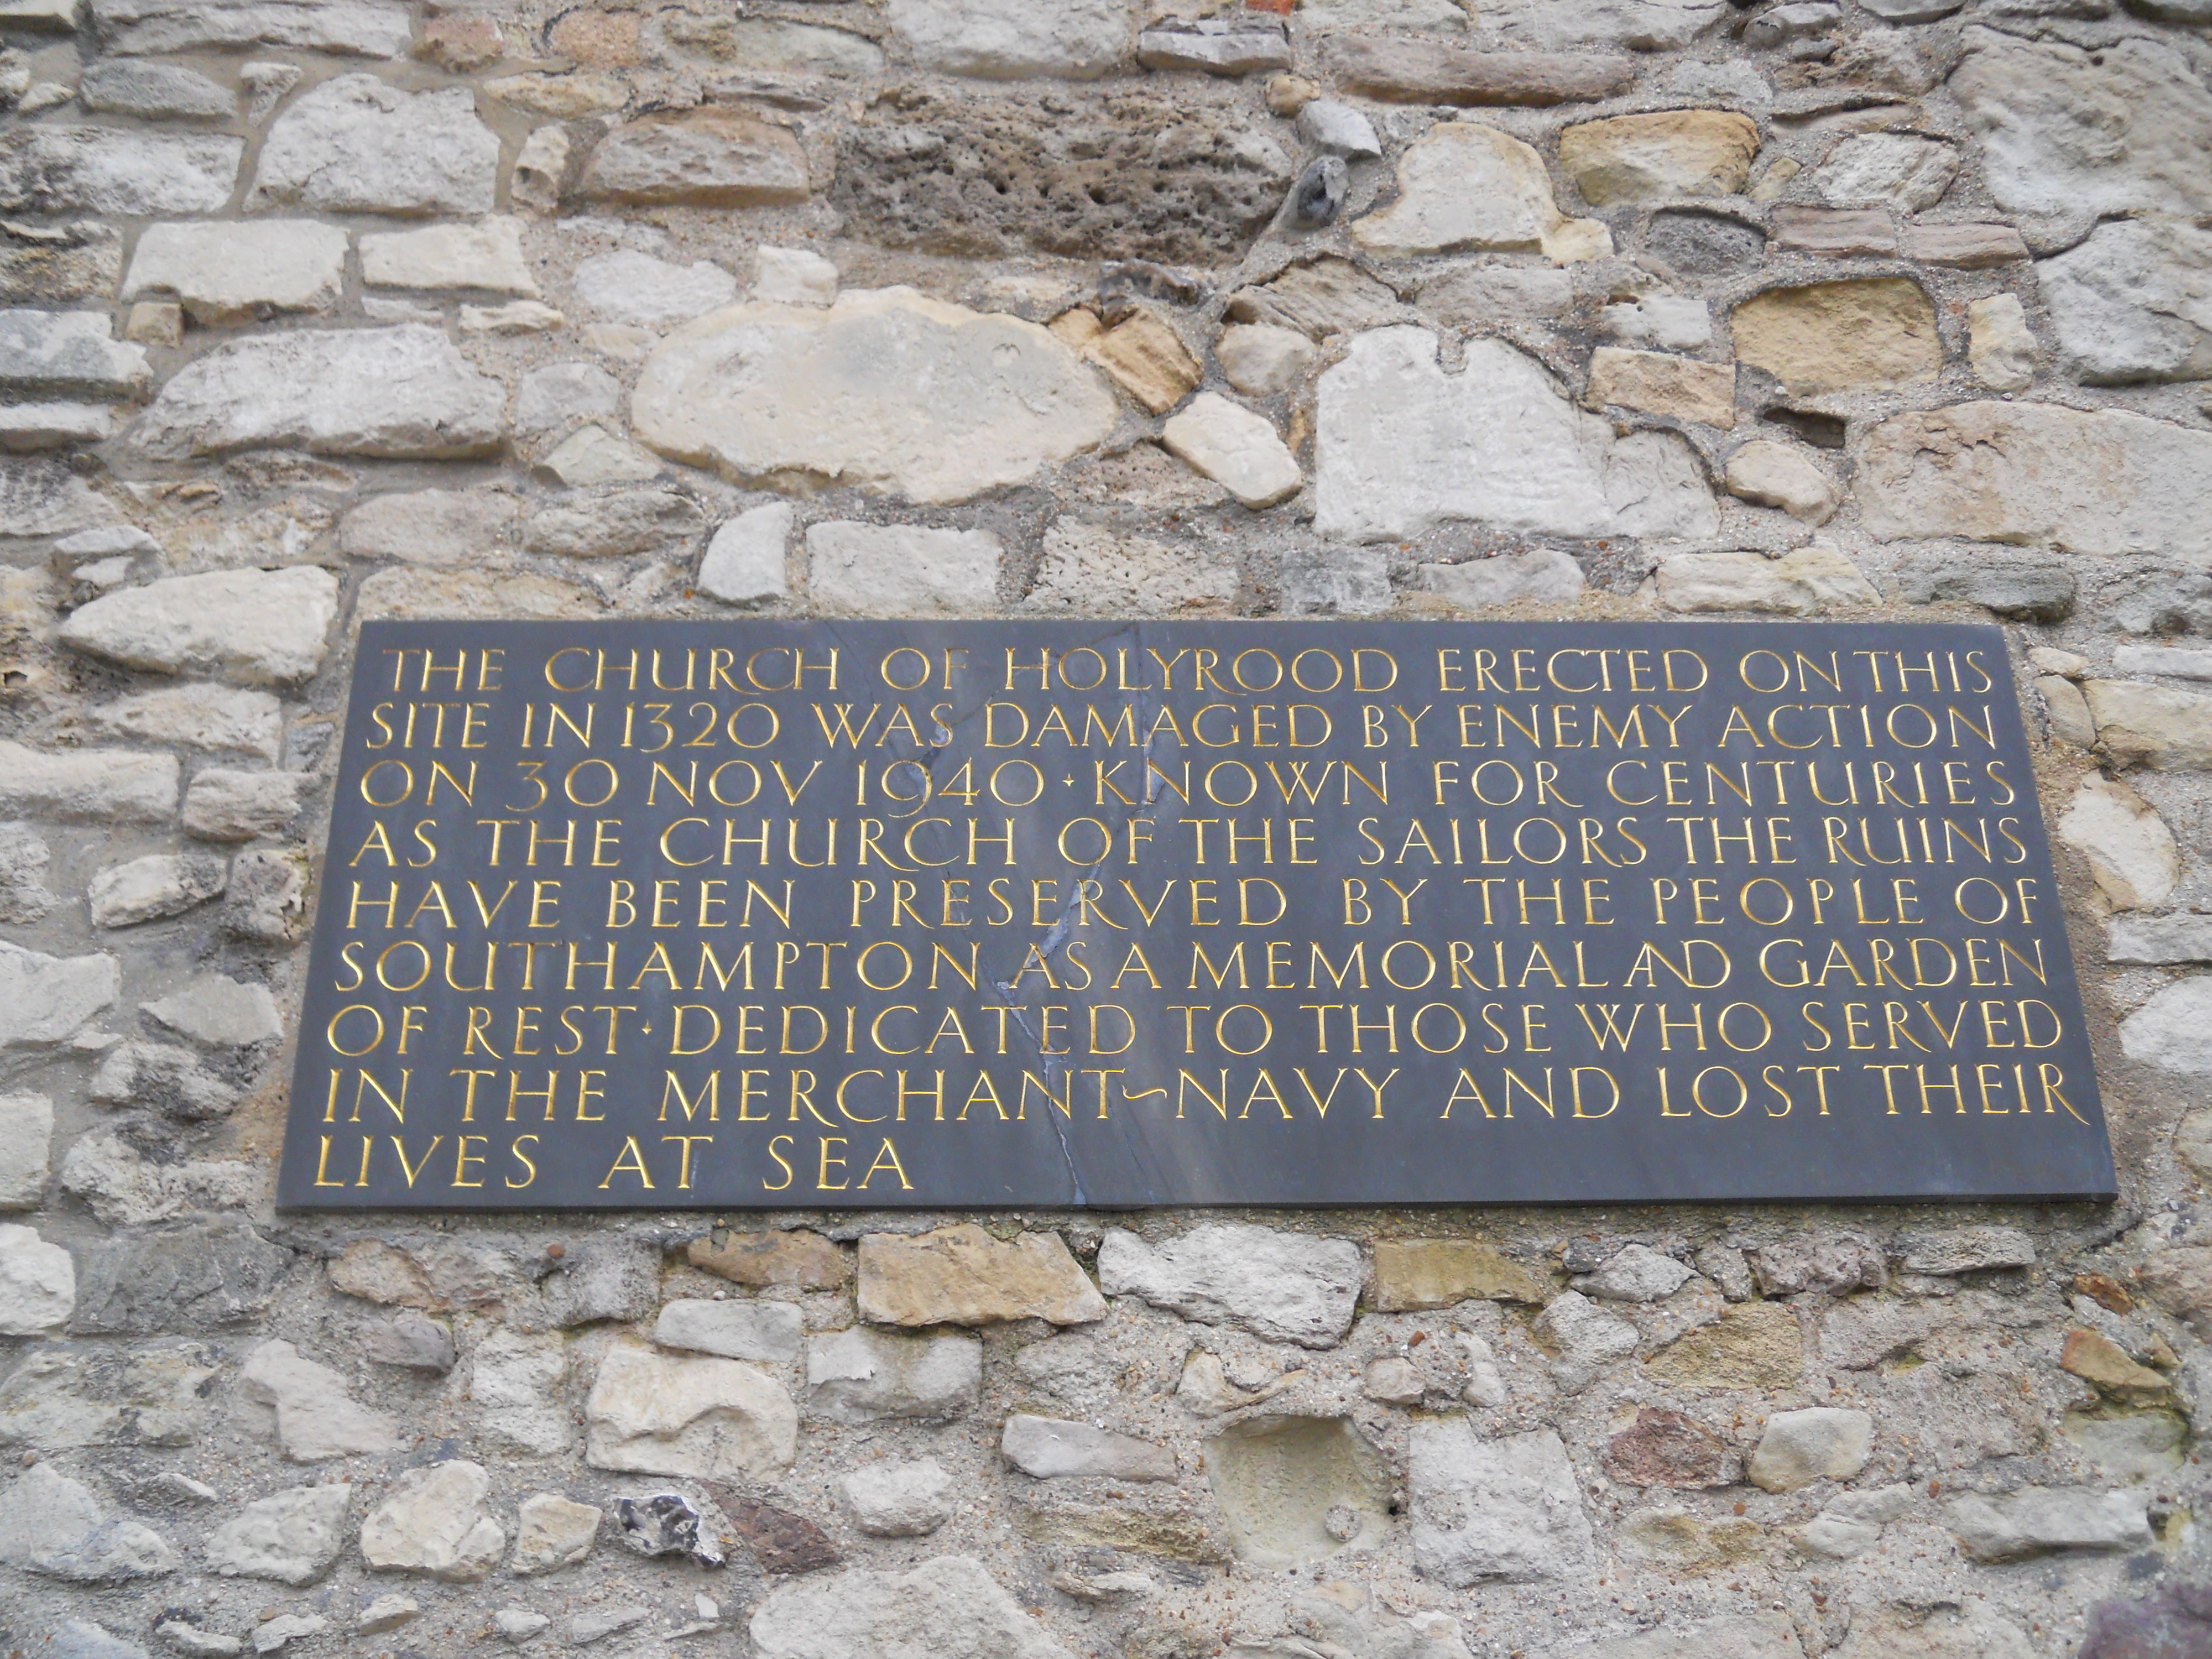 THE CHURCH OF HOLYROOD ERECTED ON THIS
SITE IN 1320 WAS DAMAGED BY ENEMY ACTION
ON 30 NOV 1940 · KNOWN FOR CENTURIES
AS THE CHURCH OF THE SAILORS THE RUINS
HAVE BEEN PRESERVED BY THE PEOPLE OF
SOUTHAMPTON AS A MEMORIAL AND GARDEN
OF REST · DEDICATED TO THOSE WHO SERVED
IN THE MERCHANT~NAVY AND LOST THEIR
LIVES AT SEA